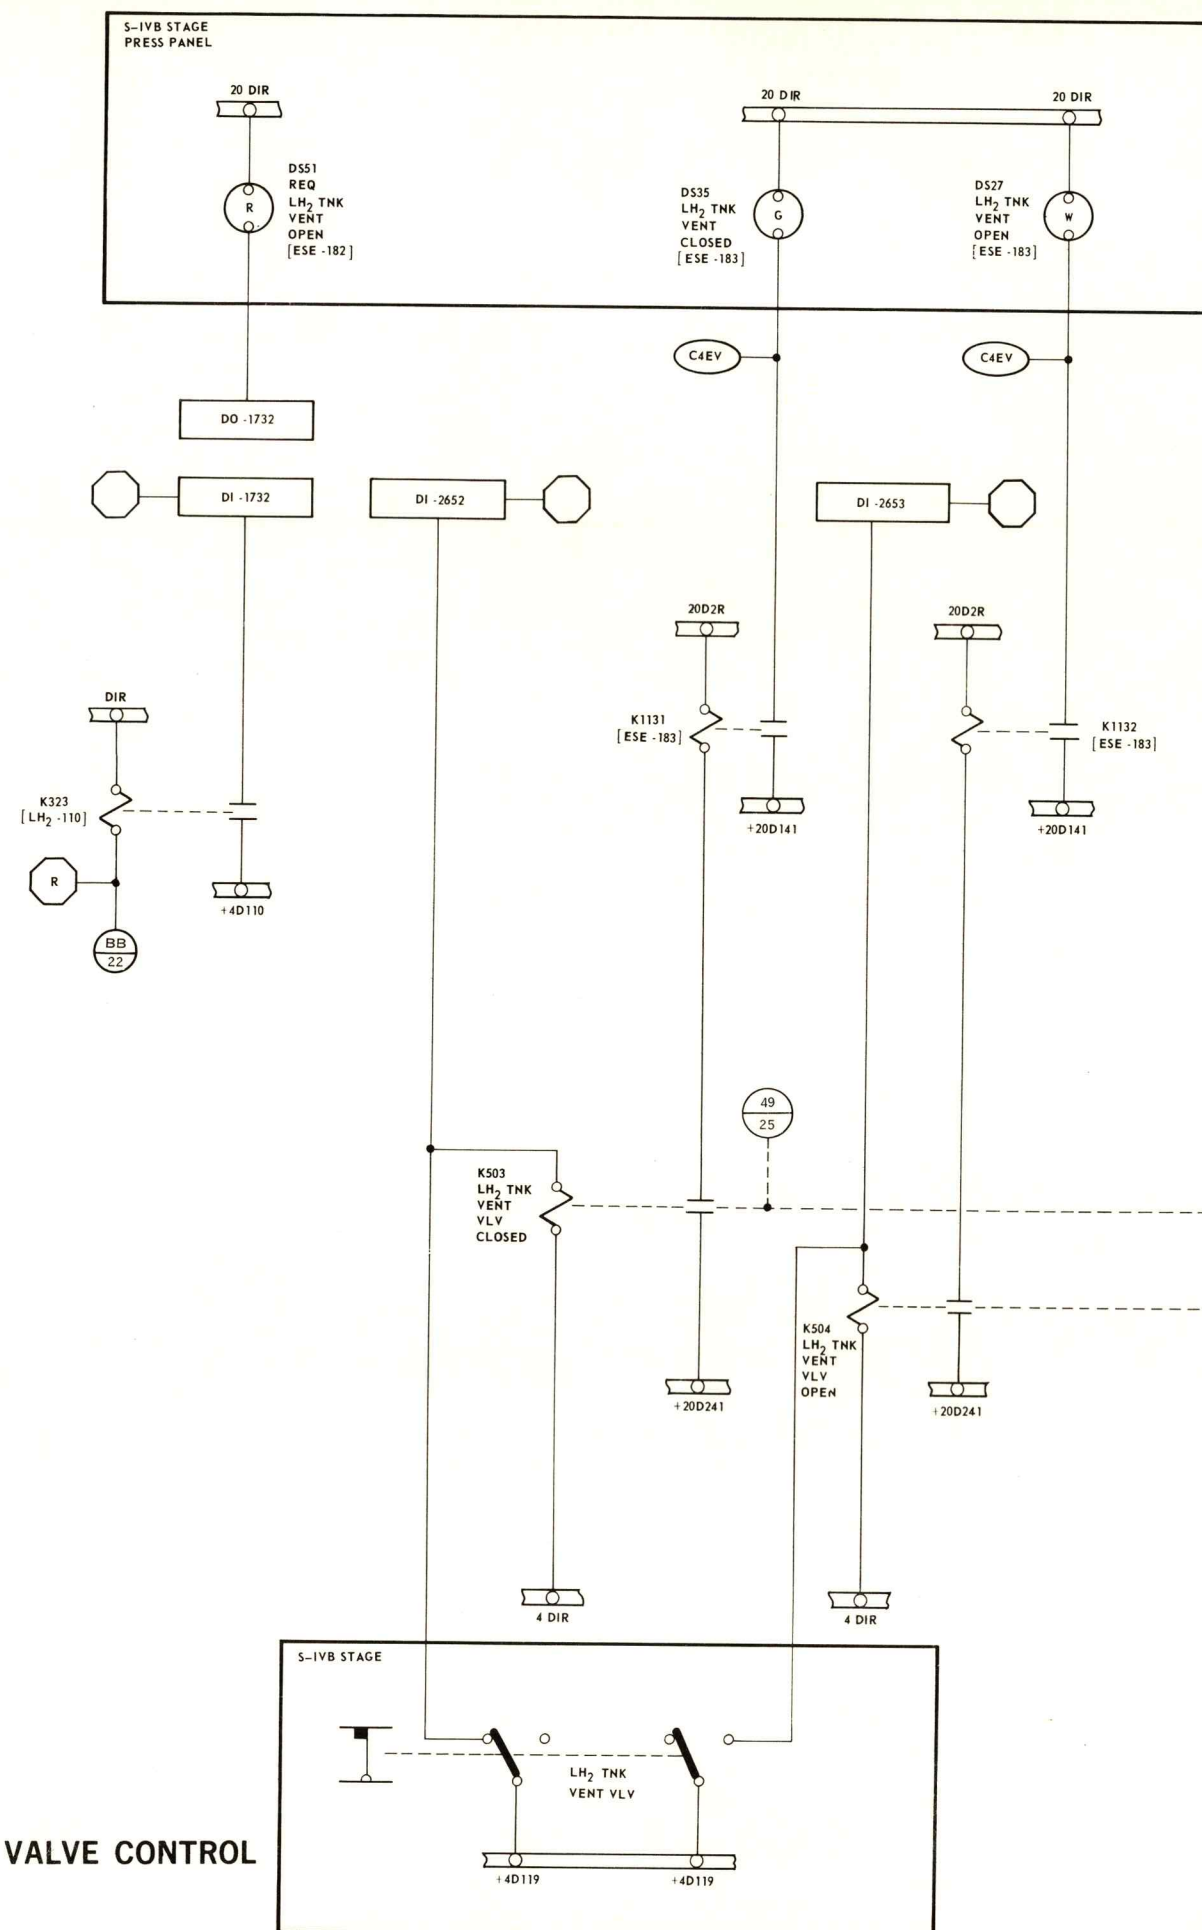 S-IVB STAGE
PRESS PANEL
20 DIR
20 DIR
20 DIR
DS51
REQ
LH2 TNK
VENT
OPEN
[ESE -182]
R
DS35
LH2 TNK
VENT
CLOSED
[ESE -183]
G
DS27
LH2 TNK
VENT
OPEN
[ESE -183]
W
C4EV
C4EV
DO -1732
DI -1732
DI -2652
DI -2653
20D2R
20D2R
DIR
K1131
[ESE -183]
K1132
[ESE -183]
K323
[LH2 -110]
+20D141
+20D141
R
+4D110
BB
22
49
25
K503
LH2 TNK
VENT
VLV
CLOSED
K504
LH2 TNK
VENT
VLV
OPEN
+20D241
+20D241
4 DIR
4 DIR
S-IVB STAGE
LH2 TNK
VENT VLV
VALVE CONTROL
+4D119
+4D119